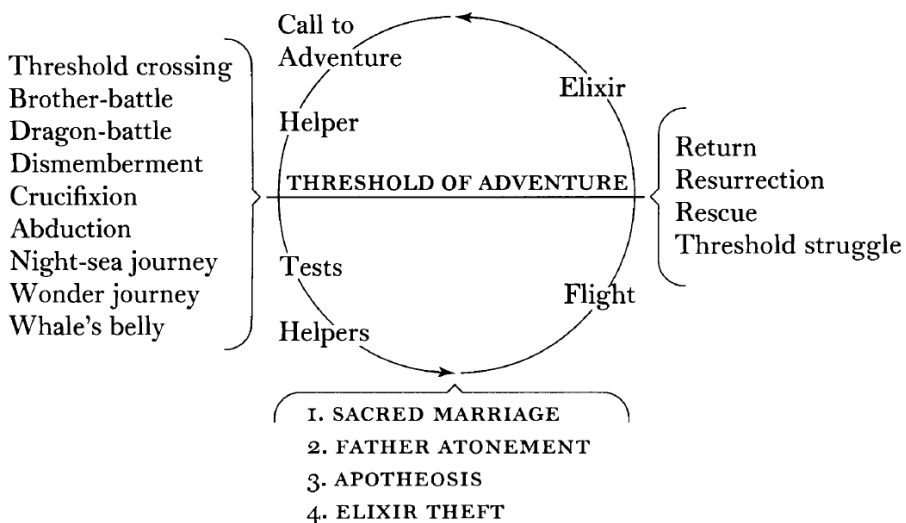 Call to
Adventure
Helper
Threshold crossing
Brother-battle
Dragon-battle
Dismemberment
Crucifixion
Abduction
Night-sea journey
Wonder journey
Whale's belly
THRESHOLD OF ADVENTURE
Tests
Helpers
1. SACRED MARRIAGE
2. FATHER ATONEMENT
3. APOTHEOSIS
4. ELIXIR THEFT
Flight
Return
Resurrection
Rescue
Threshold struggle
Elixir